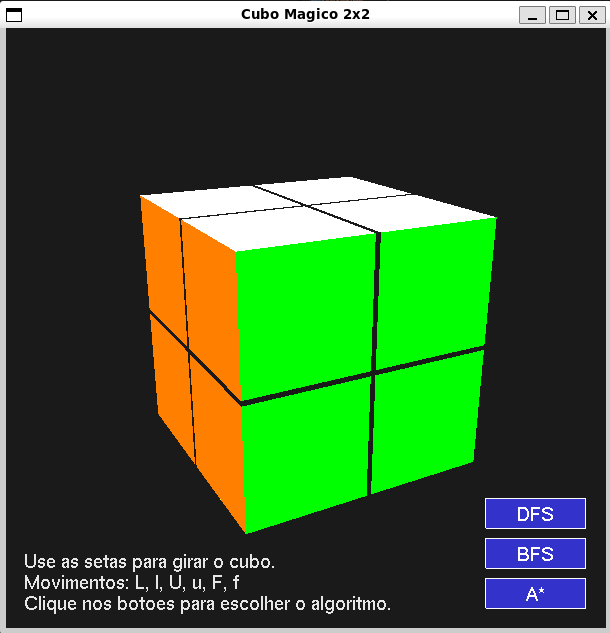 Cubo Magico 2x2
DFS
BFS
A*
Use as setas para girar o cubo.
Movimentos: L, l, U, u, F, f
Clique nos botoes para escolher o algoritmo.